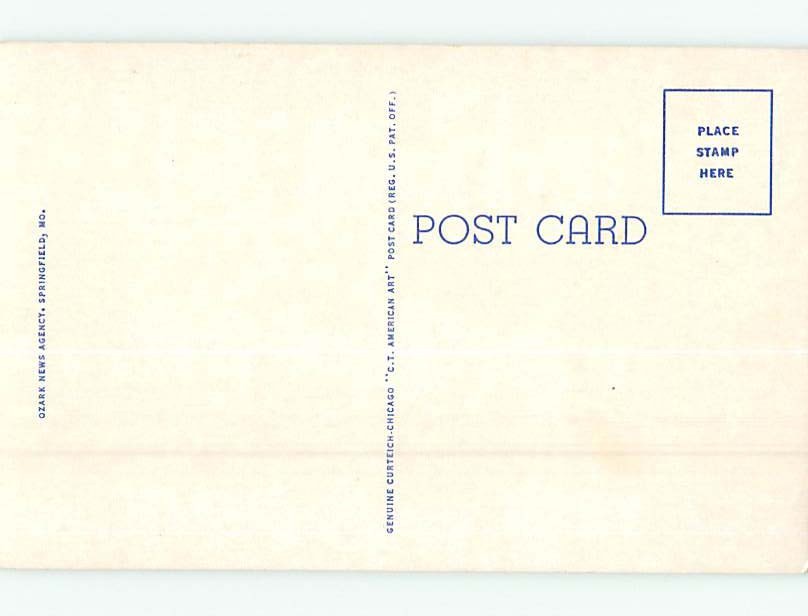 OZARK NEWS AGENCY. SPRINGFIELD, MO.
GENUINE CURTEICH-CHICAGO "C.T. AMERICAN ART" POST CARD (REG. U.S. PAT. OFF.)
POST CARD
PLACE
STAMP
HERE